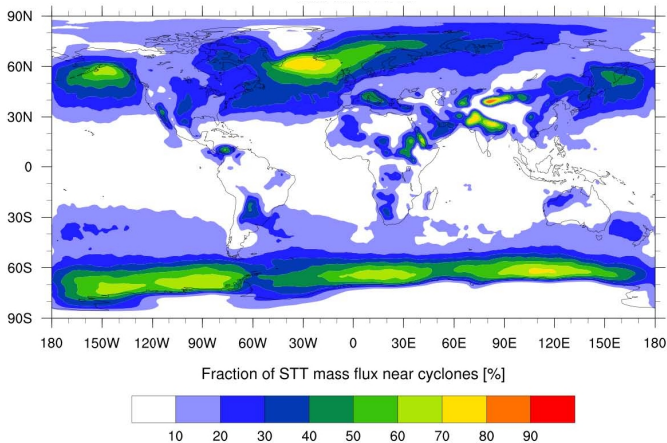 90N
60N
30N
0
30S
60S
90S
180 150W 120W 90W 60W 30W 0 30E 60E 90E 120E 150E 180
Fraction of STT mass flux near cyclones [%]
10 20 30 40 50 60 70 80 90